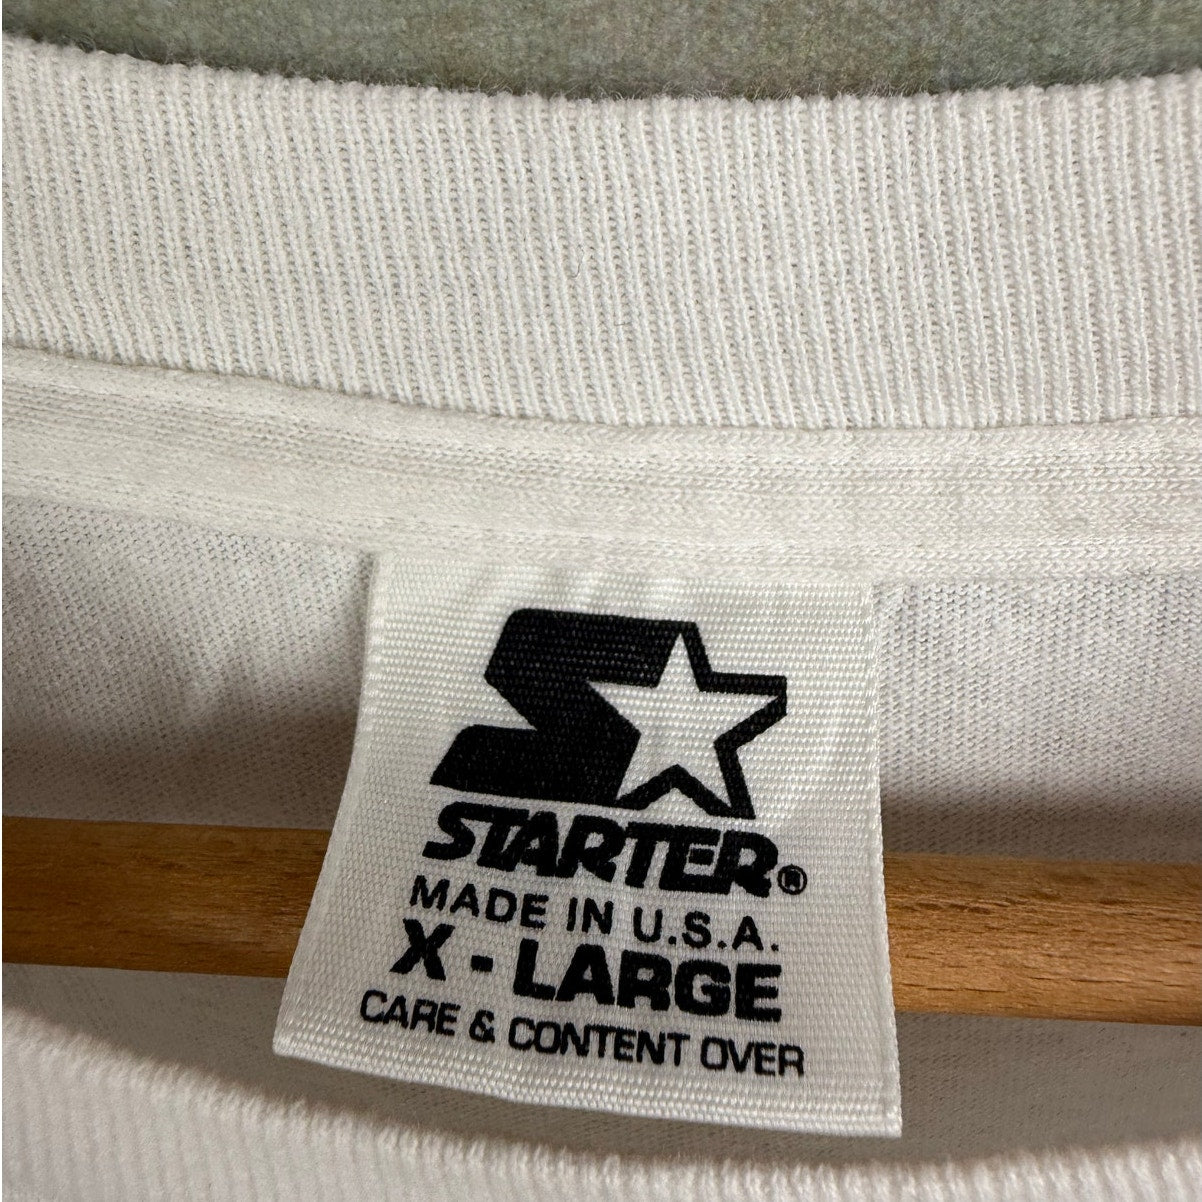 STARTER®
MADE IN U.S.A.
X - LARGE
CARE & CONTENT OVER